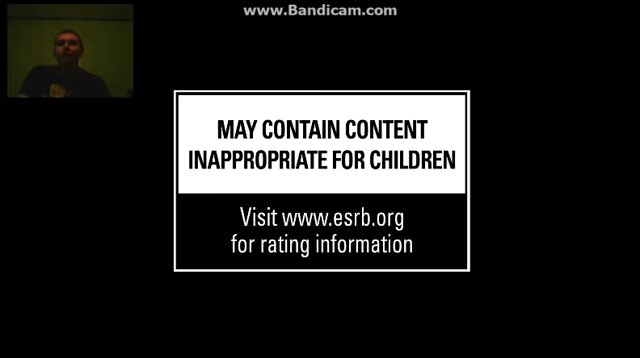 www.Bandicam.com
MAY CONTAIN CONTENT
INAPPROPRIATE FOR CHILDREN
Visit www.esrb.org
for rating information